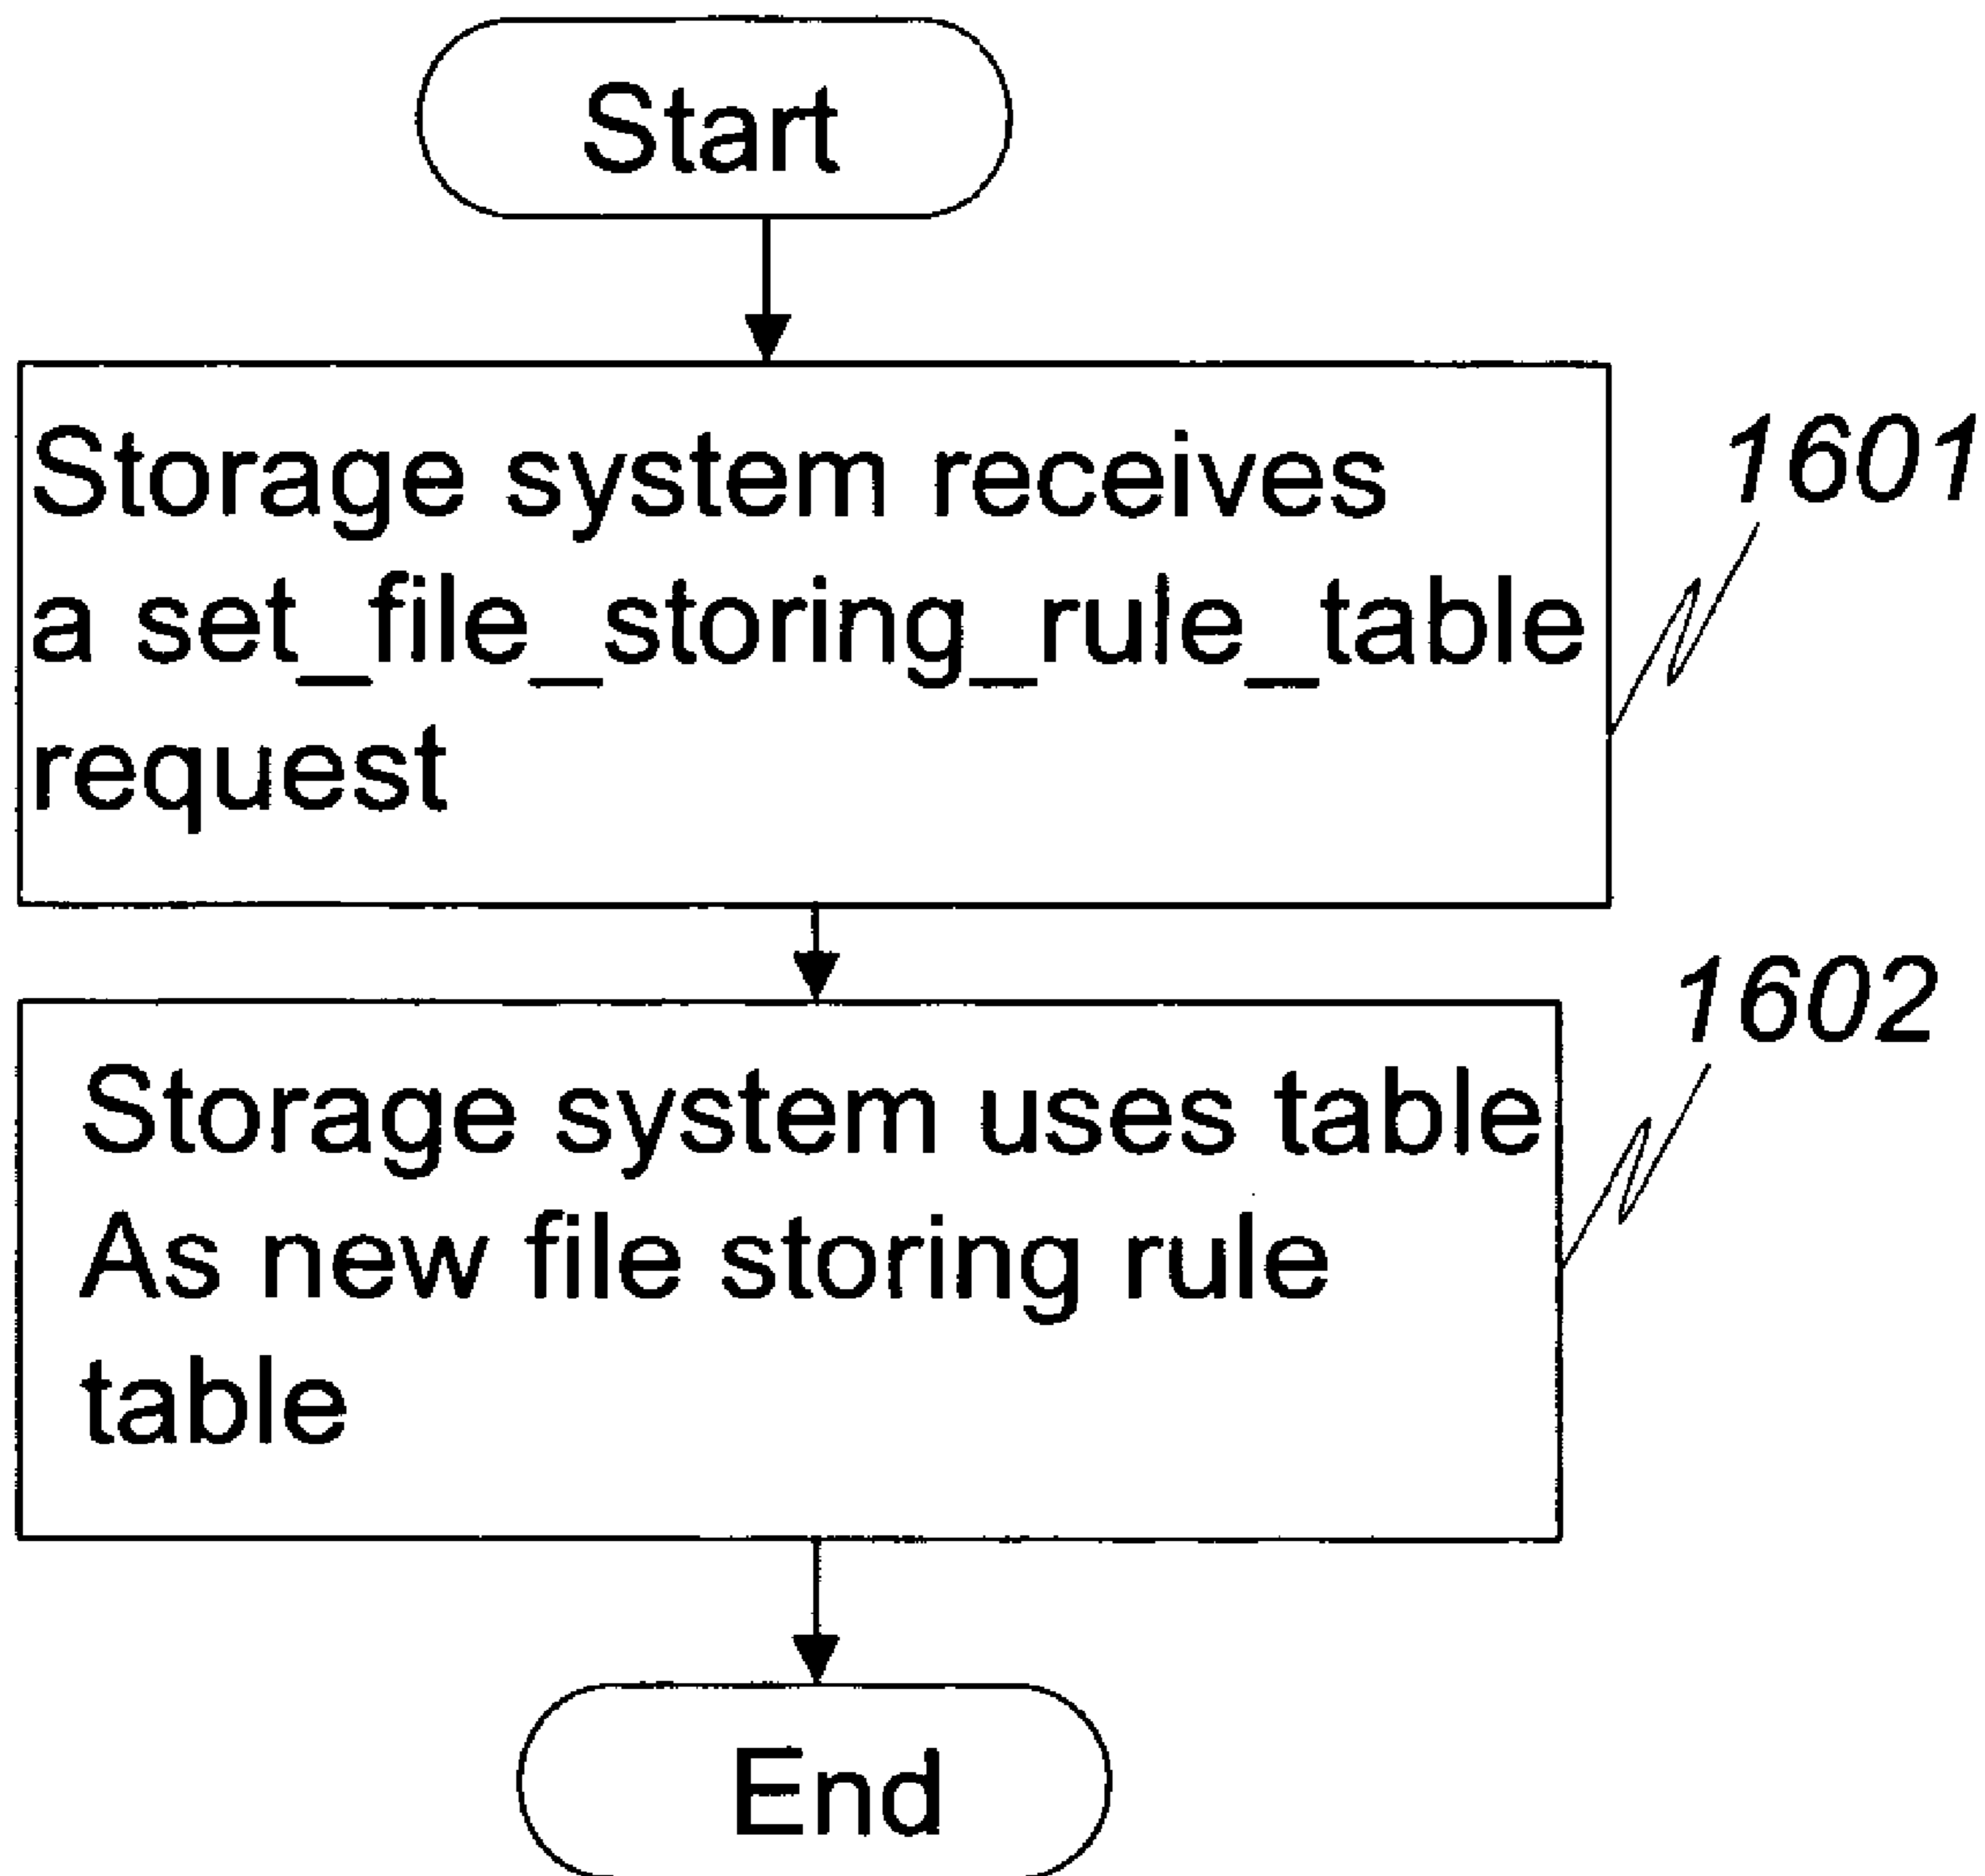 Start
Storage system receives
a set_file_storing_rule_table
request
1601
Storage system uses table
As new file storing rule
table
1602
End